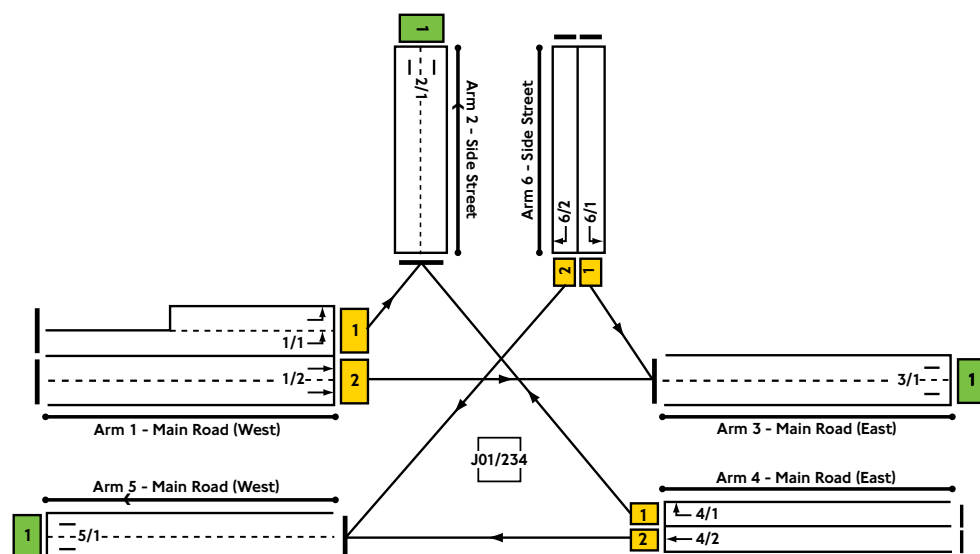 1
2/1
Arm 2 - Side Street
Arm 6 - Side Street
6/2
6/1
2
1
1/1
1
1/2
2
3/1
1
Arm 1 - Main Road (West)
Arm 3 - Main Road (East)
J01/234
Arm 5 - Main Road (West)
Arm 4 - Main Road (East)
1
4/1
1
5/1
2
4/2